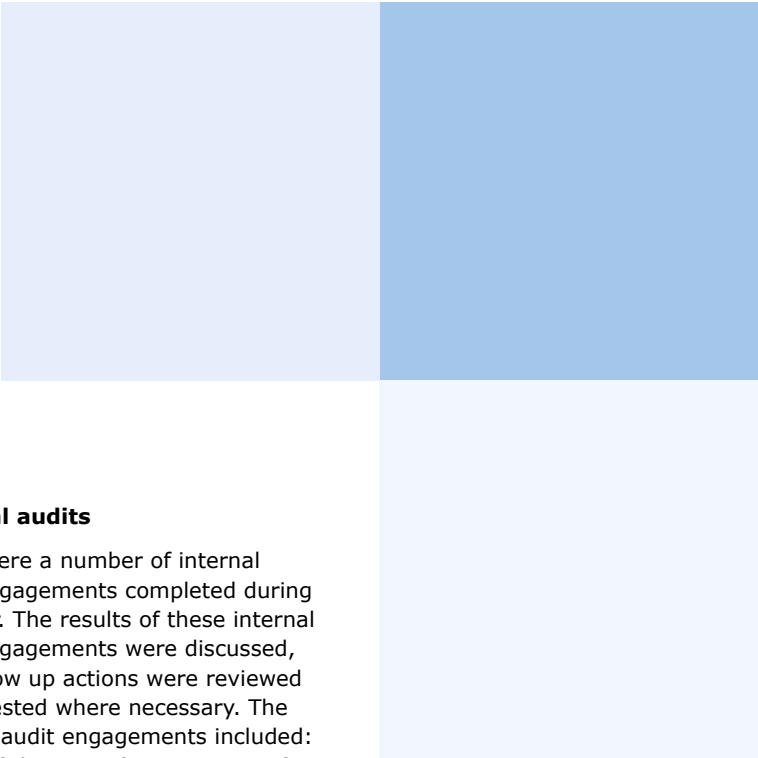 l audits
ere a number of internal
gagements completed during
. The results of these internal
gagements were discussed,
ow up actions were reviewed
ested where necessary. The
audit engagements included: